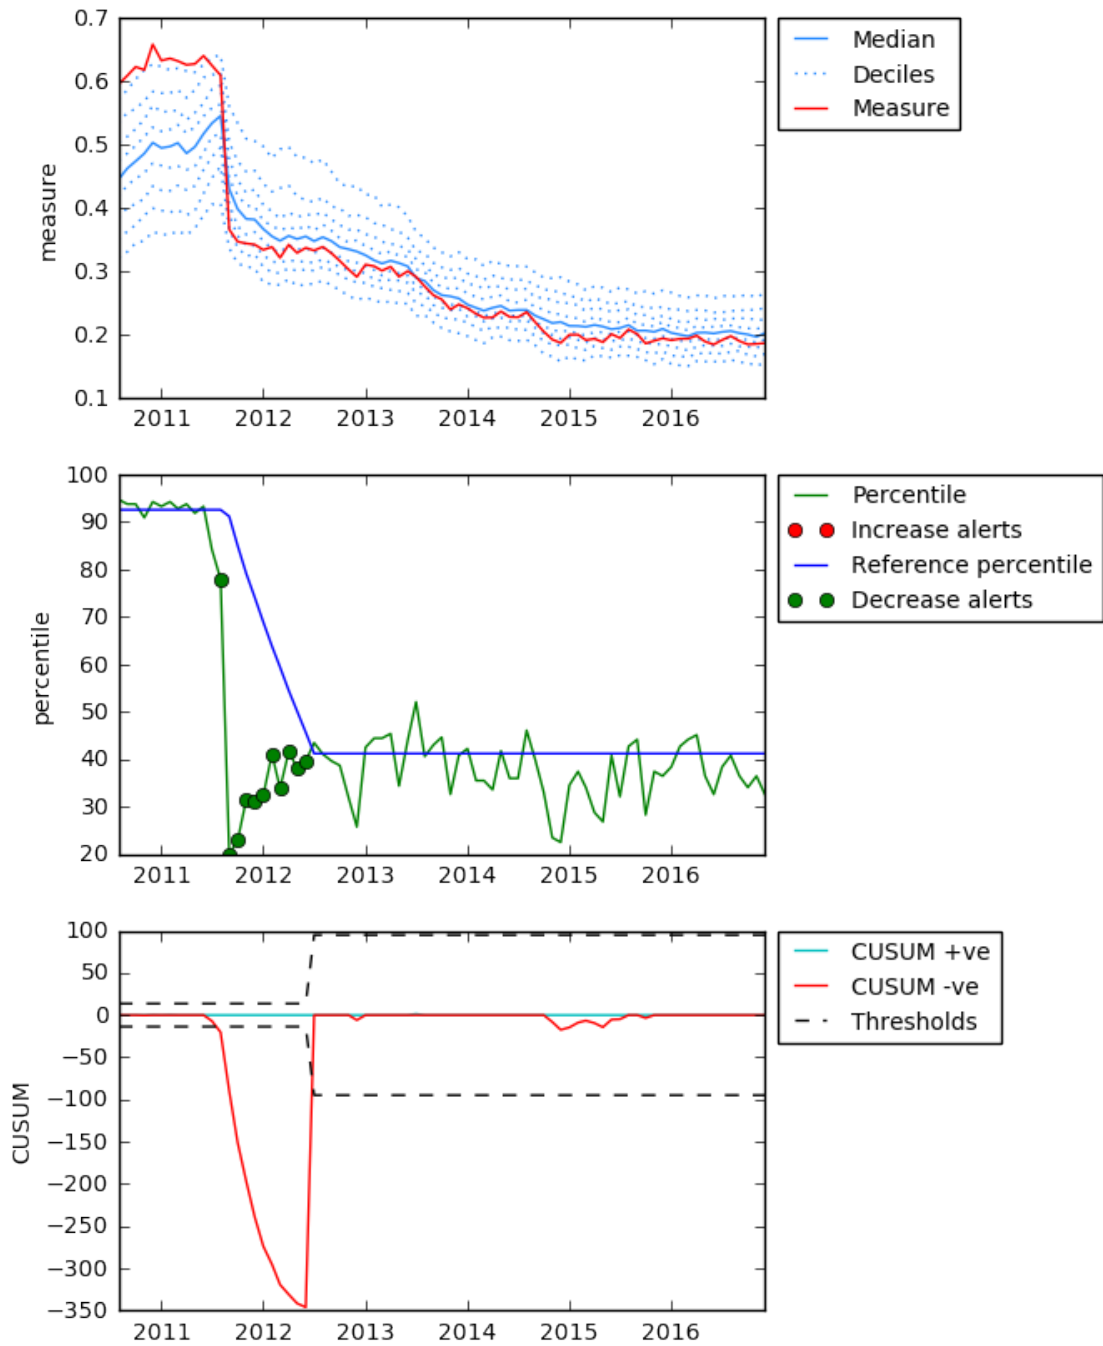 0.7
0.6
0.5
0.4
0.3
0.2
0.1
measure
2011 2012 2013 2014 2015 2016
Median
Deciles
Measure
100
90
80
70
60
50
40
30
20
percentile
2011 2012 2013 2014 2015 2016
Percentile
Increase alerts
Reference percentile
Decrease alerts
100
50
0
−50
−100
−150
−200
−250
−300
−350
CUSUM
2011 2012 2013 2014 2015 2016
CUSUM +ve
CUSUM -ve
Thresholds